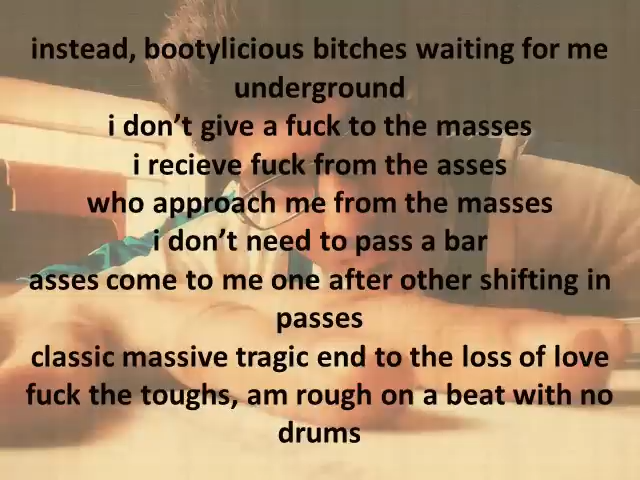 instead, bootylicious bitches waiting for me
underground
i don’t give a fuck to the masses
i recieve fuck from the asses
who approach me from the masses
i don’t need to pass a bar
asses come to me one after other shifting in
passes
classic massive tragic end to the loss of love
fuck the toughs, am rough on a beat with no
drums